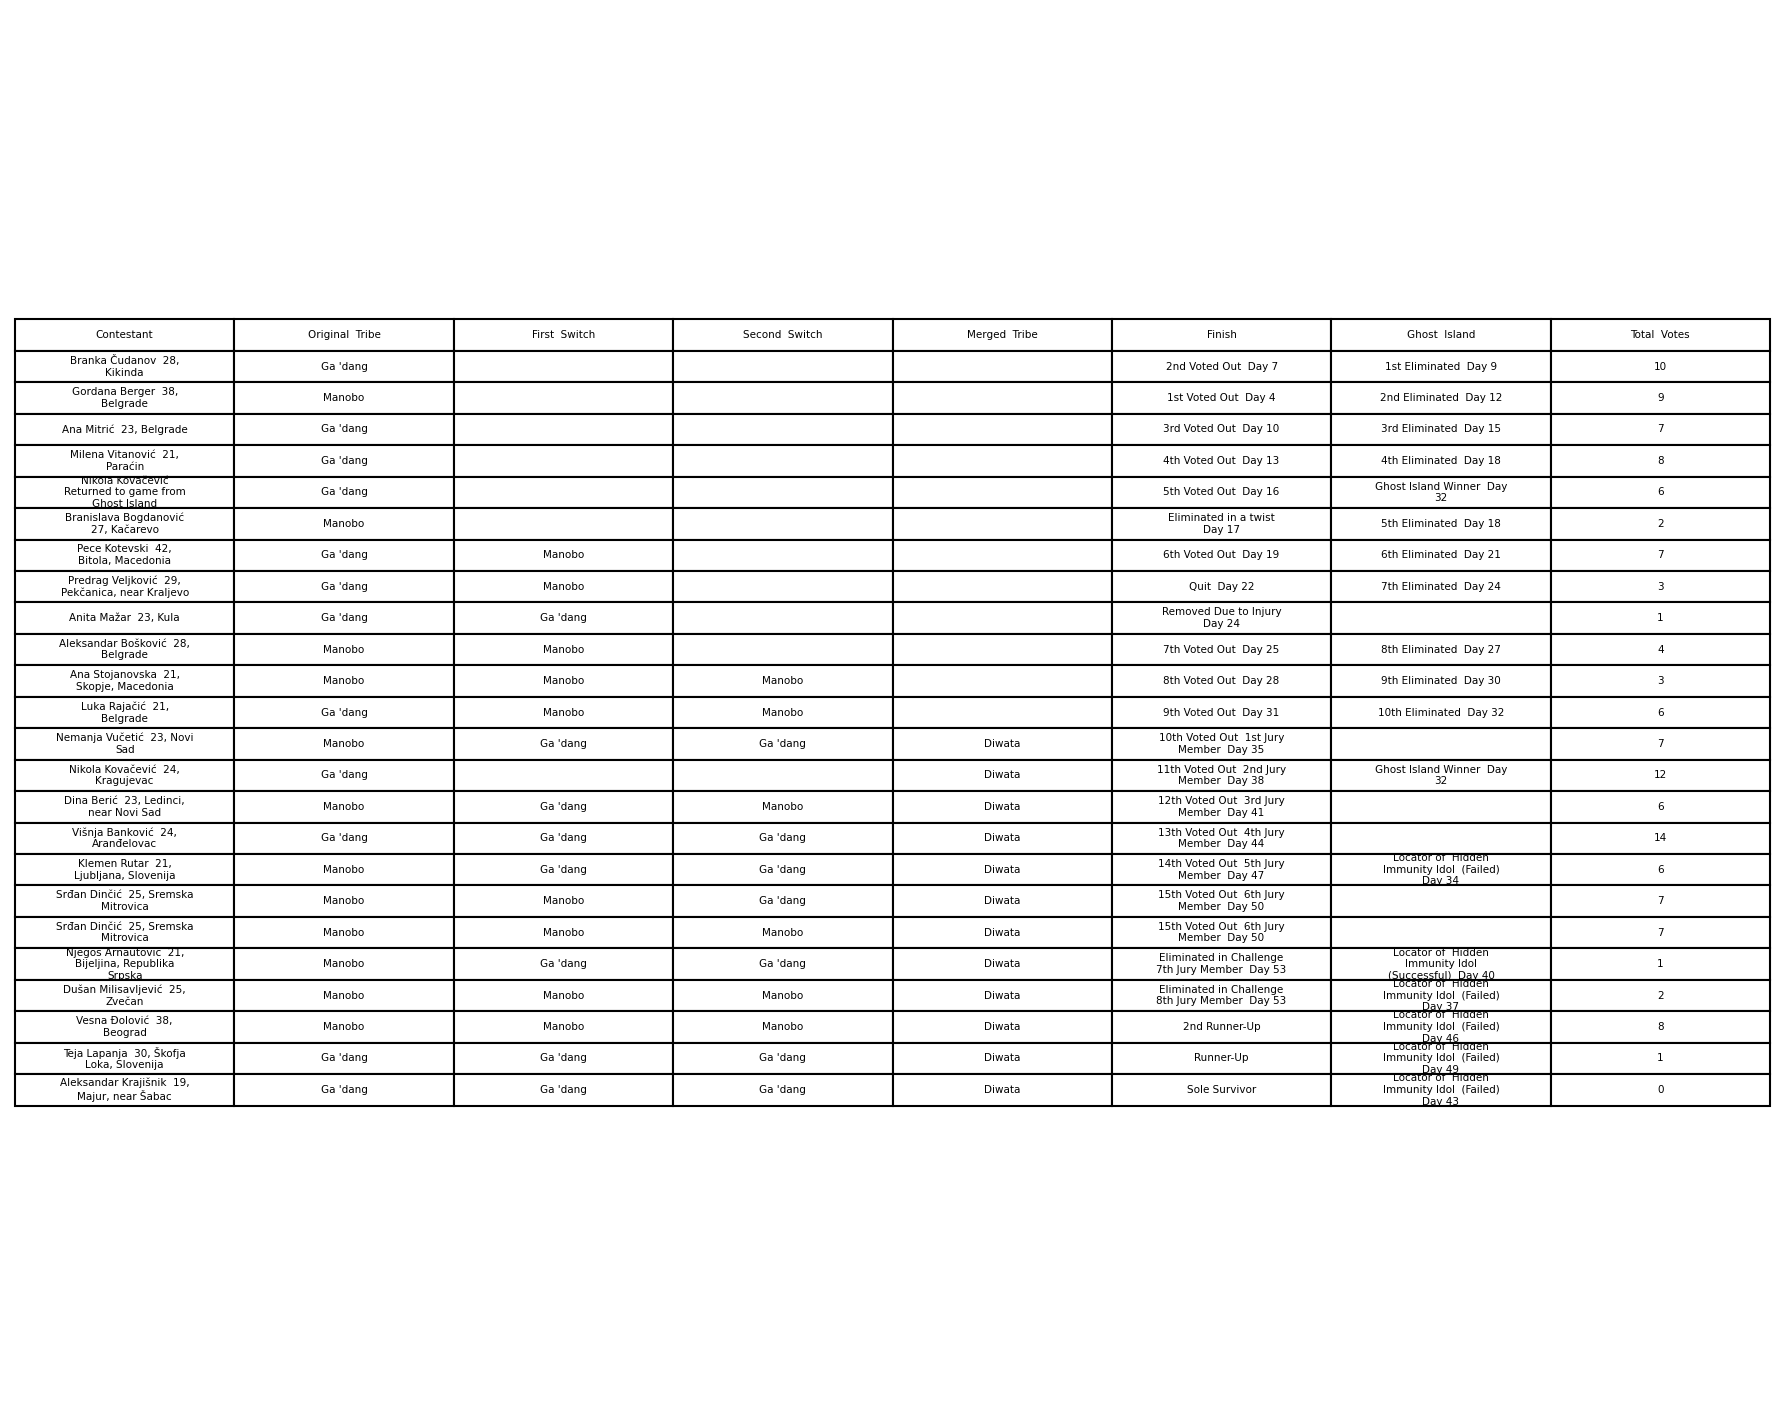 Contestant Original Tribe First Switch Second Switch Merged Tribe Finish Ghost Island Total Votes
Branka Čudanov 28,
Kikinda
Ga 'dang
2nd Voted Out Day 7
1st Eliminated Day 9
10
Gordana Berger 38,
Belgrade
Manobo
1st Voted Out Day 4
2nd Eliminated Day 12
9
Ana Mitrić 23, Belgrade
Ga 'dang
3rd Voted Out Day 10
3rd Eliminated Day 15
7
Milena Vitanović 21,
Paraćin
Ga 'dang
4th Voted Out Day 13
4th Eliminated Day 18
8
Nikola Kovačević
Returned to game from
Ghost Island
Ga 'dang
5th Voted Out Day 16
Ghost Island Winner Day
32
6
Branislava Bogdanović
27, Kačarevo
Manobo
Eliminated in a twist
Day 17
5th Eliminated Day 18
2
Pece Kotevski 42,
Bitola, Macedonia
Ga 'dang
Manobo
6th Voted Out Day 19
6th Eliminated Day 21
7
Predrag Veljković 29,
Pekčanica, near Kraljevo
Ga 'dang
Manobo
Quit Day 22
7th Eliminated Day 24
3
Anita Mažar 23, Kula
Ga 'dang
Ga 'dang
Removed Due to Injury
Day 24
1
Aleksandar Bošković 28,
Belgrade
Manobo
Manobo
7th Voted Out Day 25
8th Eliminated Day 27
4
Ana Stojanovska 21,
Skopje, Macedonia
Manobo
Manobo
Manobo
8th Voted Out Day 28
9th Eliminated Day 30
3
Luka Rajačić 21,
Belgrade
Ga 'dang
Manobo
Manobo
9th Voted Out Day 31
10th Eliminated Day 32
6
Nemanja Vučetić 23, Novi
Sad
Manobo
Ga 'dang
Ga 'dang
Diwata
10th Voted Out 1st Jury
Member Day 35
7
Nikola Kovačević 24,
Kragujevac
Ga 'dang
Diwata
11th Voted Out 2nd Jury
Member Day 38
Ghost Island Winner Day
32
12
Dina Berić 23, Ledinci,
near Novi Sad
Manobo
Ga 'dang
Manobo
Diwata
12th Voted Out 3rd Jury
Member Day 41
6
Višnja Banković 24,
Aranđelovac
Ga 'dang
Ga 'dang
Ga 'dang
Diwata
13th Voted Out 4th Jury
Member Day 44
14
Klemen Rutar 21,
Ljubljana, Slovenija
Manobo
Ga 'dang
Ga 'dang
Diwata
14th Voted Out 5th Jury
Member Day 47
Locator of Hidden
Immunity Idol (Failed)
Day 34
6
Srđan Dinčić 25, Sremska
Mitrovica
Manobo
Manobo
Ga 'dang
Diwata
15th Voted Out 6th Jury
Member Day 50
7
Srđan Dinčić 25, Sremska
Mitrovica
Manobo
Manobo
Manobo
Diwata
15th Voted Out 6th Jury
Member Day 50
7
Njegoš Arnautović 21,
Bijeljina, Republika
Srpska
Manobo
Ga 'dang
Ga 'dang
Diwata
Eliminated in Challenge
7th Jury Member Day 53
Locator of Hidden
Immunity Idol
(Successful) Day 40
1
Dušan Milisavljević 25,
Zvečan
Manobo
Manobo
Manobo
Diwata
Eliminated in Challenge
8th Jury Member Day 53
Locator of Hidden
Immunity Idol (Failed)
Day 37
2
Vesna Đolović 38,
Beograd
Manobo
Manobo
Manobo
Diwata
2nd Runner-Up
Locator of Hidden
Immunity Idol (Failed)
Day 46
8
Teja Lapanja 30, Škofja
Loka, Slovenija
Ga 'dang
Ga 'dang
Ga 'dang
Diwata
Runner-Up
Locator of Hidden
Immunity Idol (Failed)
Day 49
1
Aleksandar Krajišnik 19,
Majur, near Šabac
Ga 'dang
Ga 'dang
Ga 'dang
Diwata
Sole Survivor
Locator of Hidden
Immunity Idol (Failed)
Day 43
0